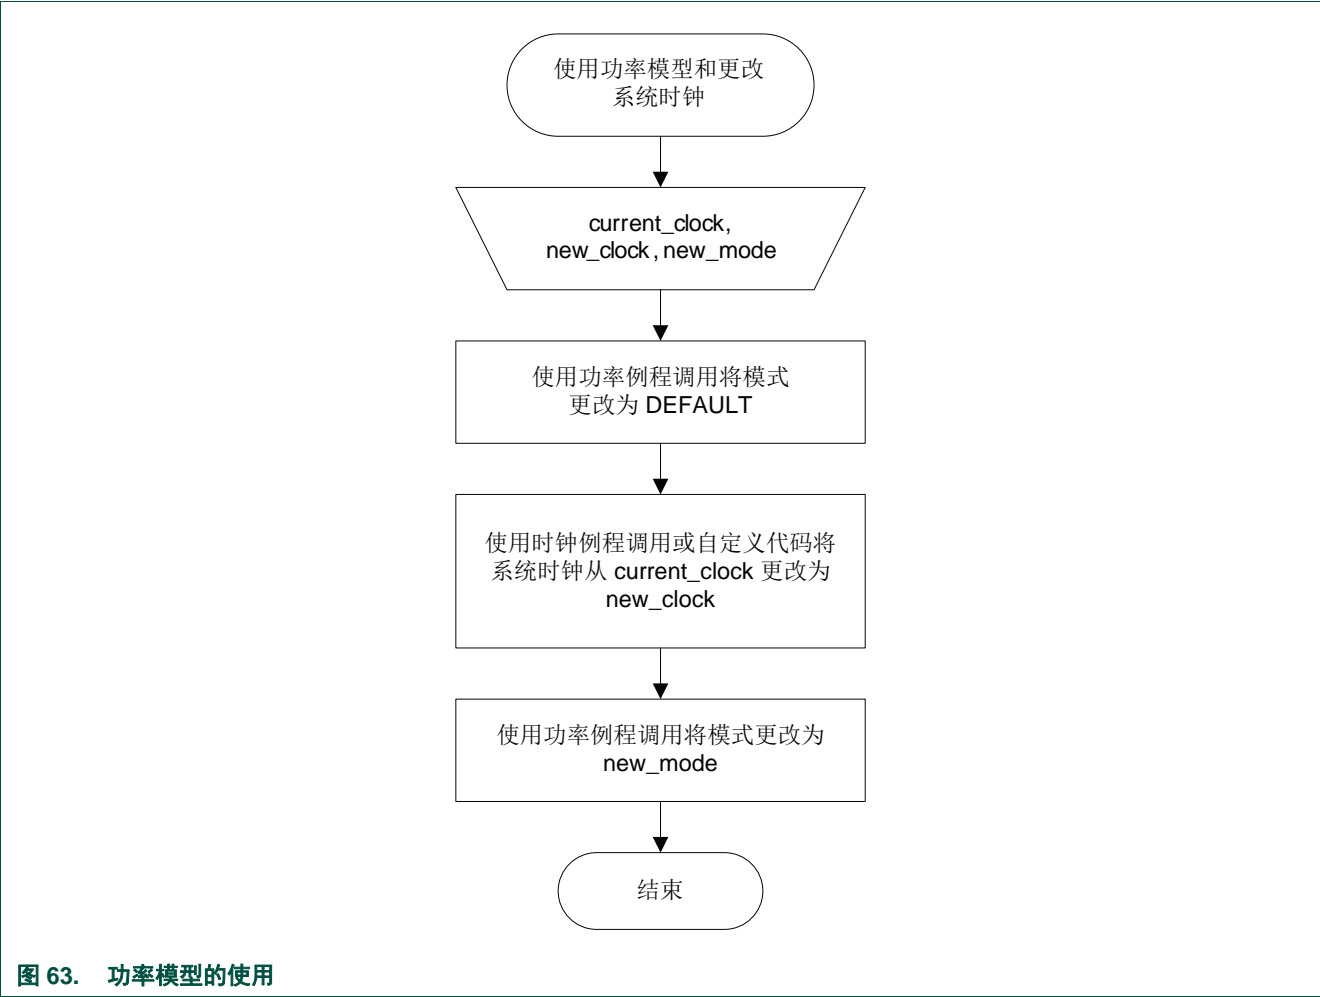 使用功率模型和更改
系统时钟
current_clock,
new_clock, new_mode
使用功率例程调用将模式
更改为 DEFAULT
使用时钟例程调用或自定义代码将
系统时钟从 current_clock 更改为
new_clock
使用功率例程调用将模式更改为
new_mode
结束
图 63. 功率模型的使用